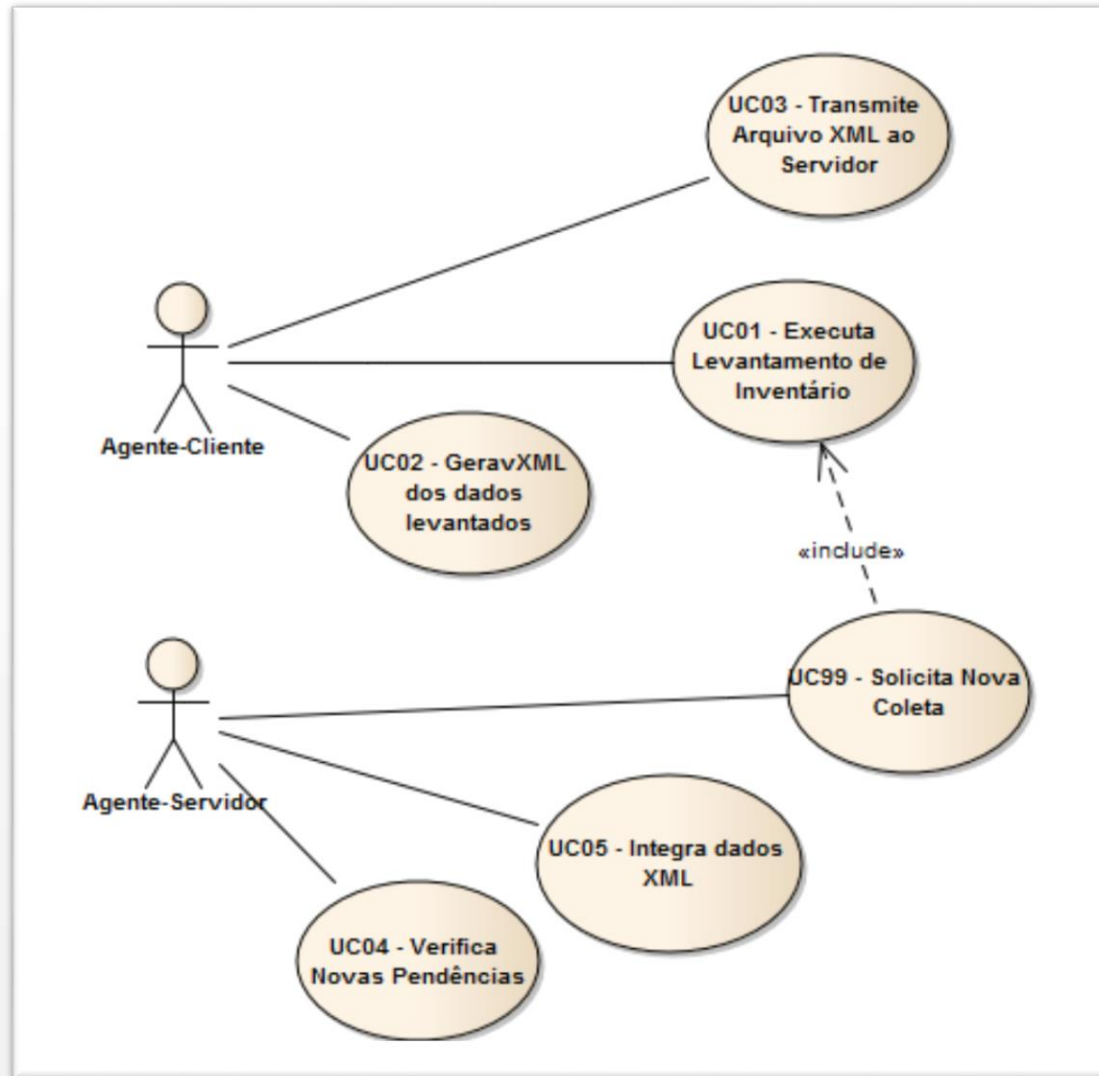 UC03 - Transmite
Arquivo XML ao
Servidor
UC01 - Executa
Levantamento de
Inventário
Agente-Cliente
UC02 - GeravXML
dos dados
levantados
«include»
UC99 - Solicita Nova
Coleta
Agente-Servidor
UC05 - Integra dados
XML
UC04 - Verifica
Novas Pendências